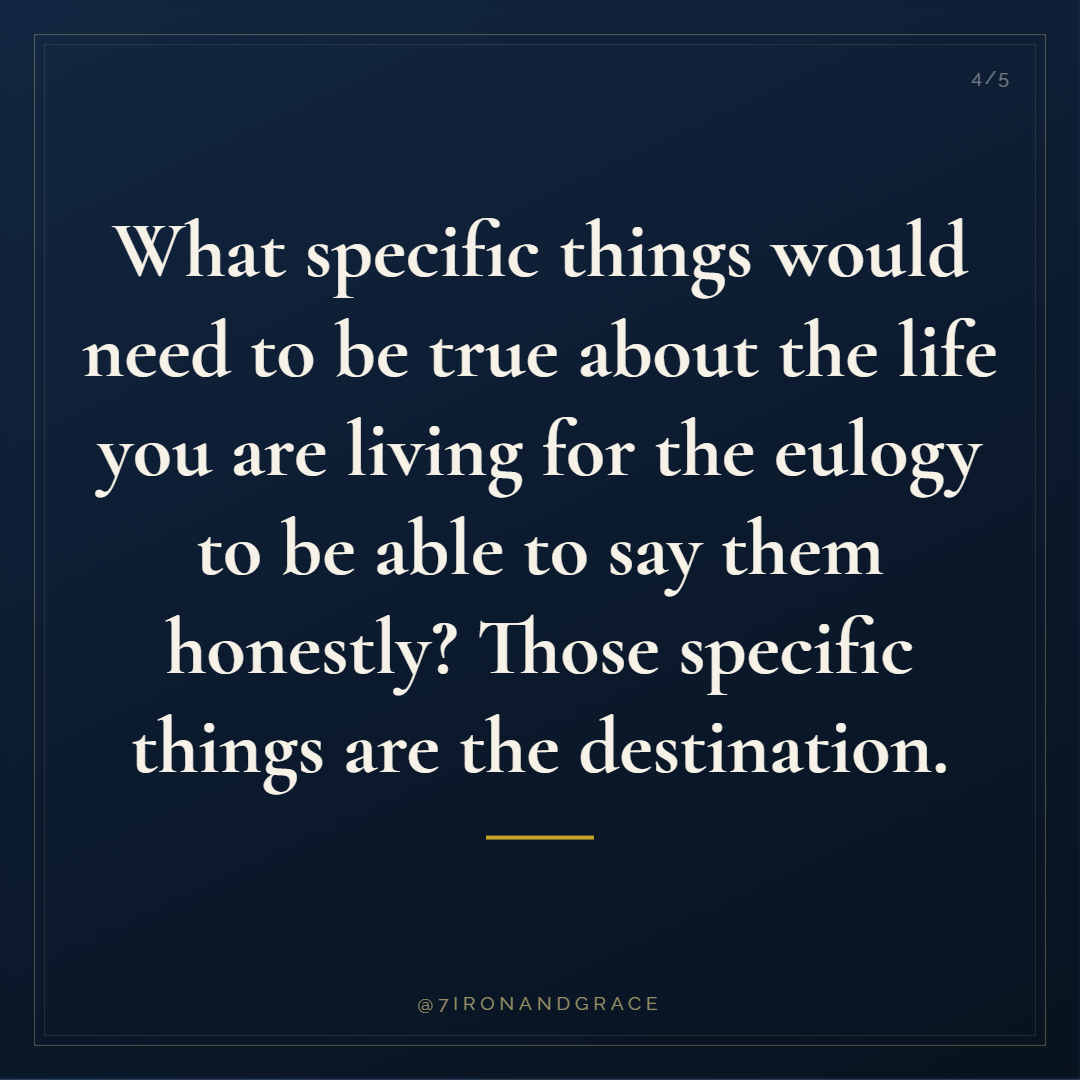 4/5
What specific things would
need to be true about the life
you are living for the eulogy
to be able to say them
honestly? Those specific
things are the destination.
@7IRONANDGRACE